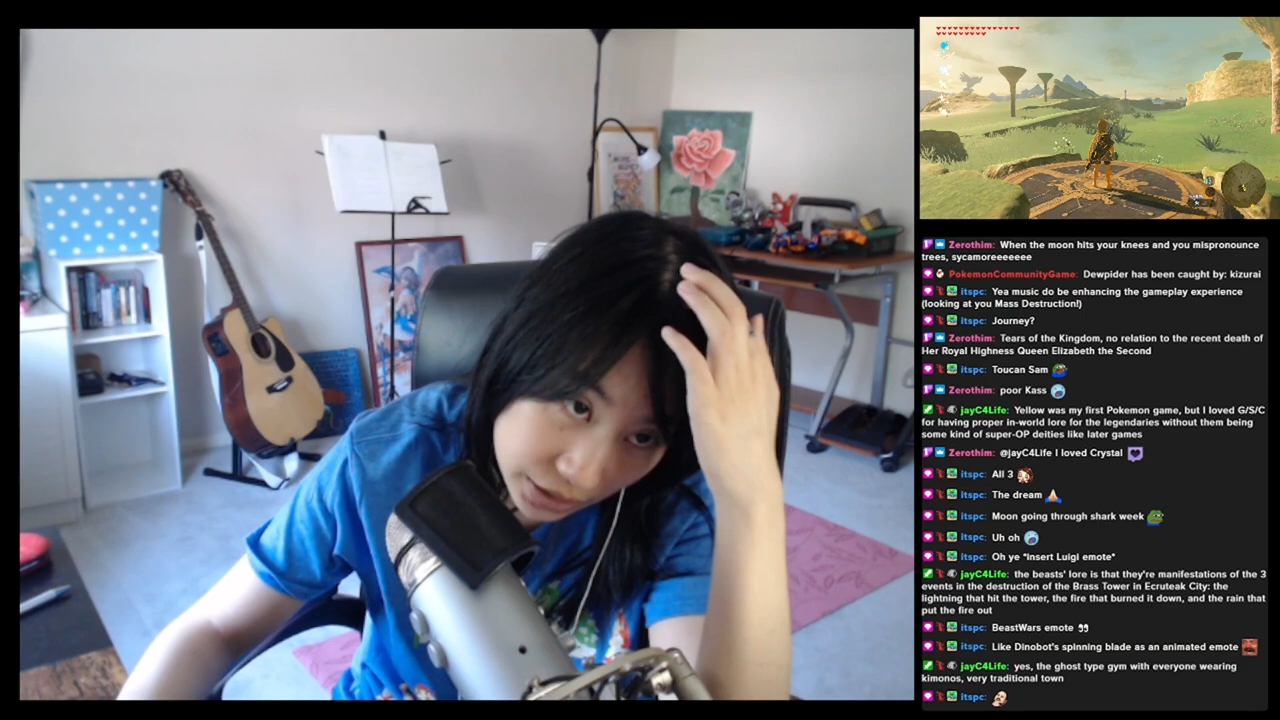 Zerothim: When the moon hits your knees and you mispronounce
trees, sycamoreeeeee
PokemonCommunityGame: Dewpider has been caught by: kizurai
itspc: Yea music do be enhancing the gameplay experience
(looking at you Mass Destruction!)
itspc: Journey?
Zerothim: Tears of the Kingdom, no relation to the recent death of
Her Royal Highness Queen Elizabeth the Second
itspc: Toucan Sam
Zerothim: poor Kass
jayC4Life: Yellow was my first Pokemon game, but I loved G/S/C
for having proper in-world lore for the legendaries without them being
some kind of super-OP deities like later games
Zerothim: @jayC4Life I loved Crystal
itspc: All 3
itspc: The dream
itspc: Moon going through shark week
itspc: Uh oh
itspc: Oh ye *Insert Luigi emote*
jayC4Life: the beasts' lore is that they're manifestations of the 3
events in the destruction of the Brass Tower in Ecruteak City: the
lightning that hit the tower, the fire that burned it down, and the rain that
put the fire out
itspc: BeastWars emote
itspc: Like Dinobot's spinning blade as an animated emote
jayC4Life: yes, the ghost type gym with everyone wearing
kimonos, very traditional town
itspc: